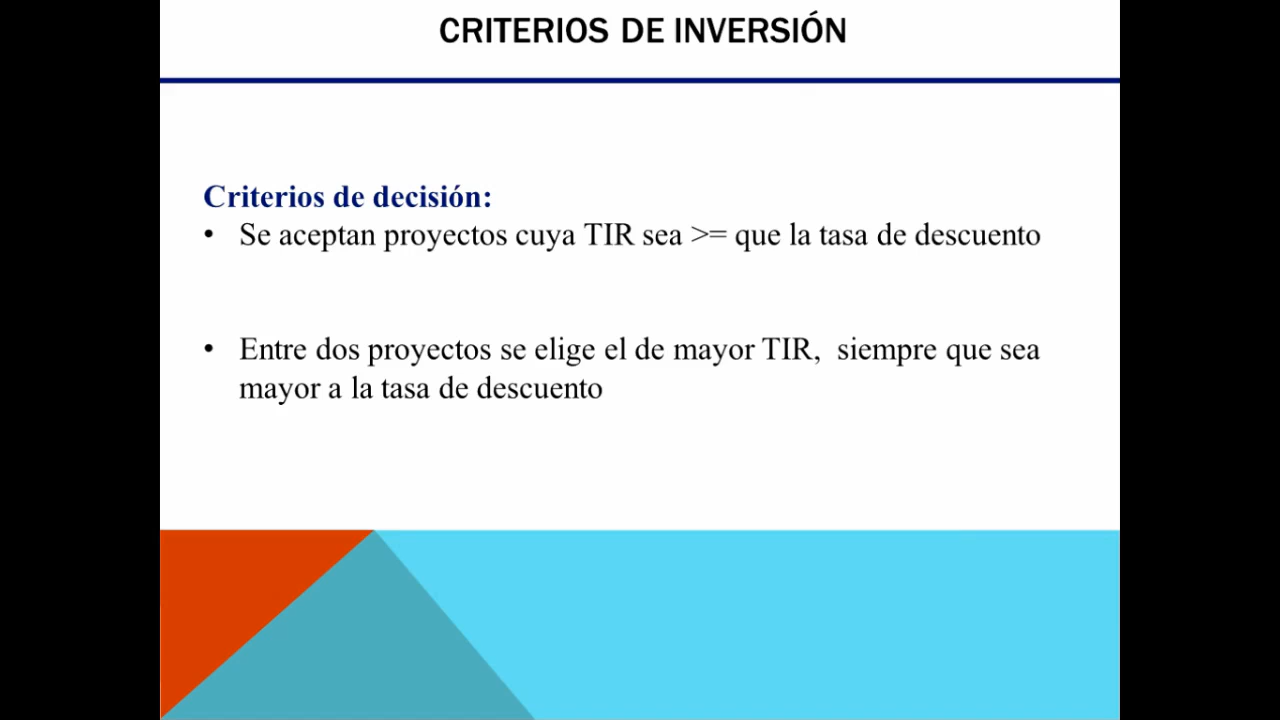 CRITERIOS DE INVERSIÓN
Criterios de decisión:
• Se aceptan proyectos cuya TIR sea >= que la tasa de descuento
• Entre dos proyectos se elige el de mayor TIR, siempre que sea
mayor a la tasa de descuento